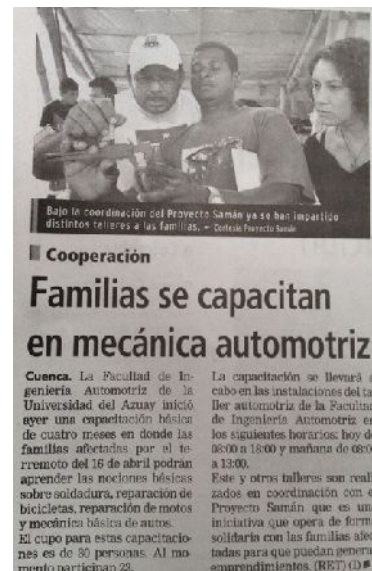 Bajo la coordinación del Proyecto Samán ya se han impartido
distintos talleres a las familias. – Cortesía Proyecto Samán
Cooperación
Familias se capacitan
en mecánica automotriz
Cuenca. La Facultad de In-
geniería Automotriz de la
Universidad del Azuay inició
ayer una capacitación básica
de cuatro meses en donde las
familias afectadas por el te-
rremoto del 16 de abril podrán
aprender las nociones básicas
sobre soldadura, reparación de
bicicletas, reparación de motos
y mecánica básica de autos.
El cupo para estas capacitacio-
nes es de 30 personas. Al mo-
mento participan 23.
La capacitación se llevará
cabo en las instalaciones del ta
ller automotriz de la Facultad
de Ingeniería Automotriz e
los siguientes horarios: hoy d
08:00 a 18:00 y mañana de 08:0
a 13:00.
Este y otros talleres son reali
zados en coordinación con e
Proyecto Samán que es un
iniciativa que opera de form
solidaria con las familias afec
tadas para que puedan genera
emprendimientos. (RET) (I)